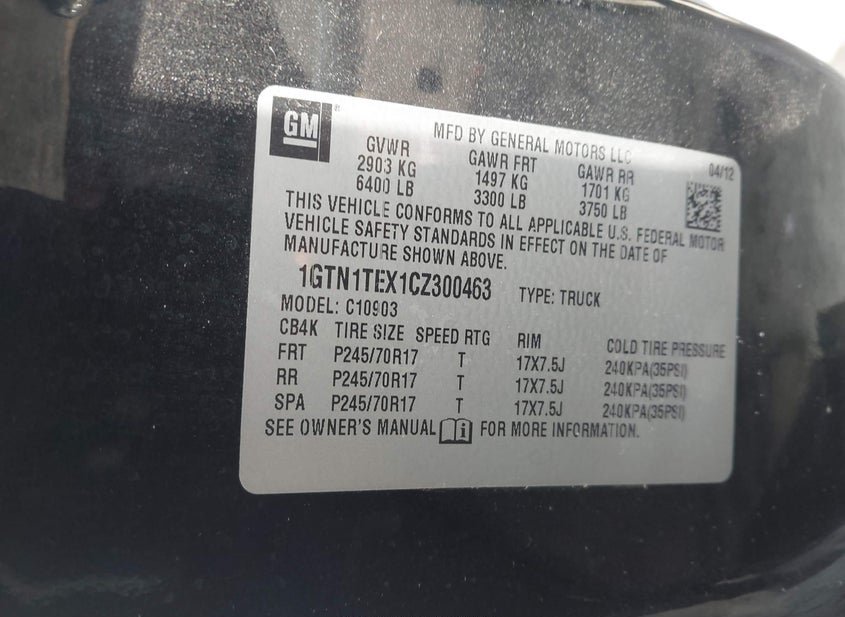 GM ®
MFD BY GENERAL MOTORS LLC 04/12
GVWR GAWR FRT GAWR RR
2903 KG 1497 KG 1701 KG
6400 LB 3300 LB 3750 LB
THIS VEHICLE CONFORMS TO ALL APPLICABLE U.S. FEDERAL MOTOR
VEHICLE SAFETY STANDARDS IN EFFECT ON THE DATE OF
MANUFACTURE SHOWN ABOVE.
1GTN1TEX1CZ300463 TYPE: TRUCK
MODEL: C10903
CB4K TIRE SIZE SPEED RTG RIM COLD TIRE PRESSURE
FRT P245/70R17 T 17X7.5J 240KPA(35PSI)
RR P245/70R17 T 17X7.5J 240KPA(35PSI)
SPA P245/70R17 T 17X7.5J 240KPA(35PSI)
SEE OWNER'S MANUAL FOR MORE INFORMATION.